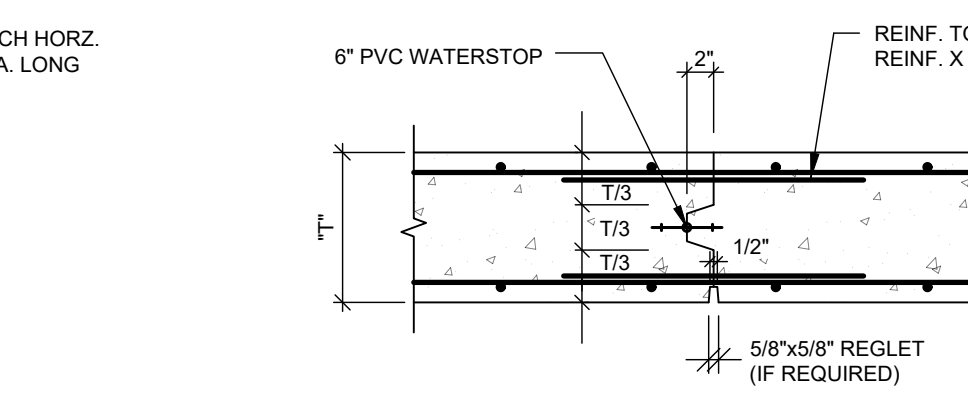 CH HORZ.
A. LONG
6" PVC WATERSTOP
2"
REINF.
REINF. X
"T"
T/3
T/3
T/3
1/2"
5/8"x5/8" REGLET
(IF REQUIRED)